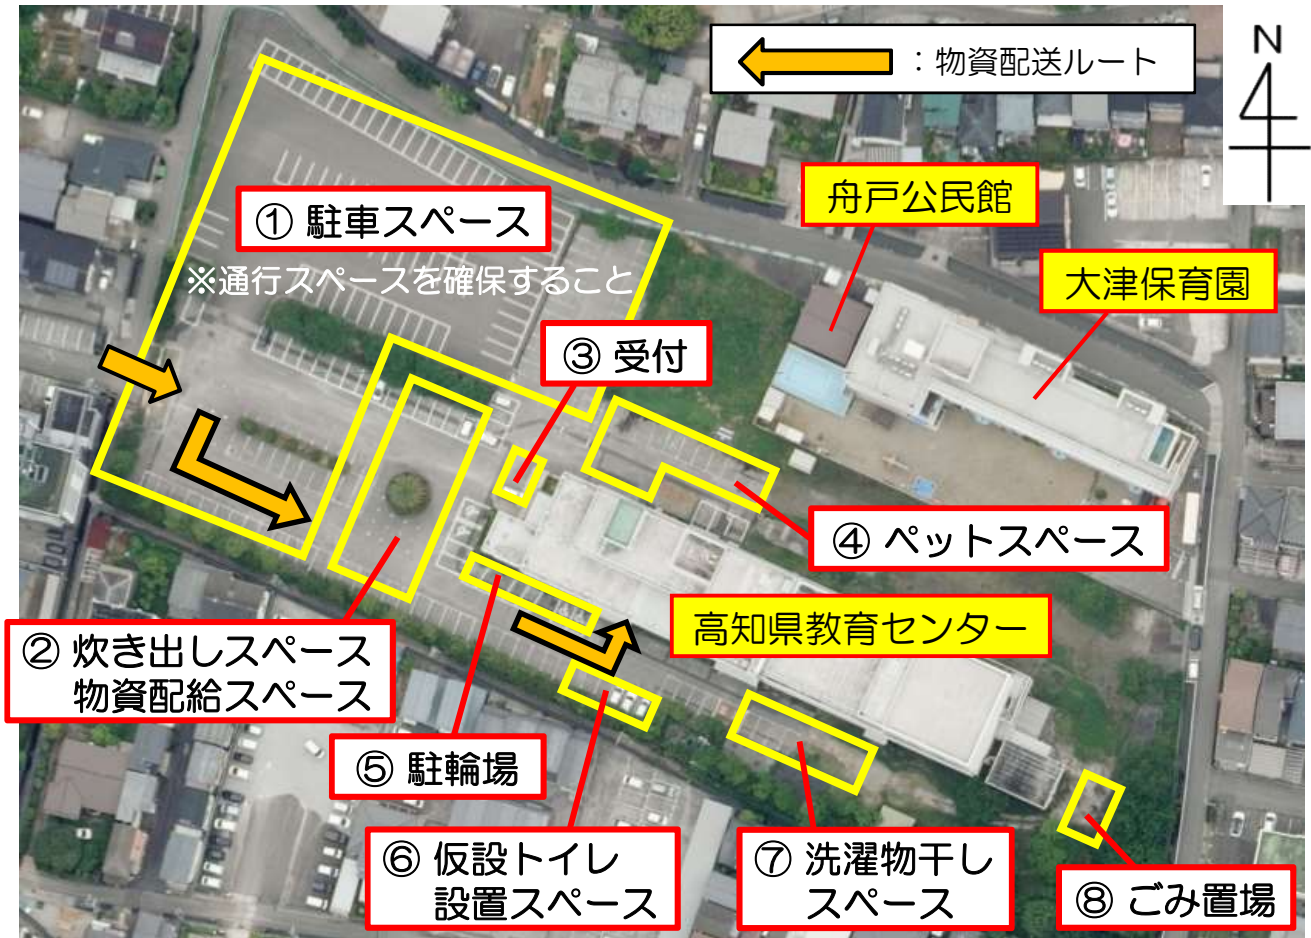 ：物資配送ルート
N
舟戸公民館
大津保育園
① 駐車スペース
※通行スペースを確保すること
③ 受付
④ ペットスペース
高知県教育センター
② 炊き出しスペース
物資配給スペース
⑤ 駐輪場
⑥ 仮設トイレ
設置スペース
⑦ 洗濯物干し
スペース
⑧ ごみ置場